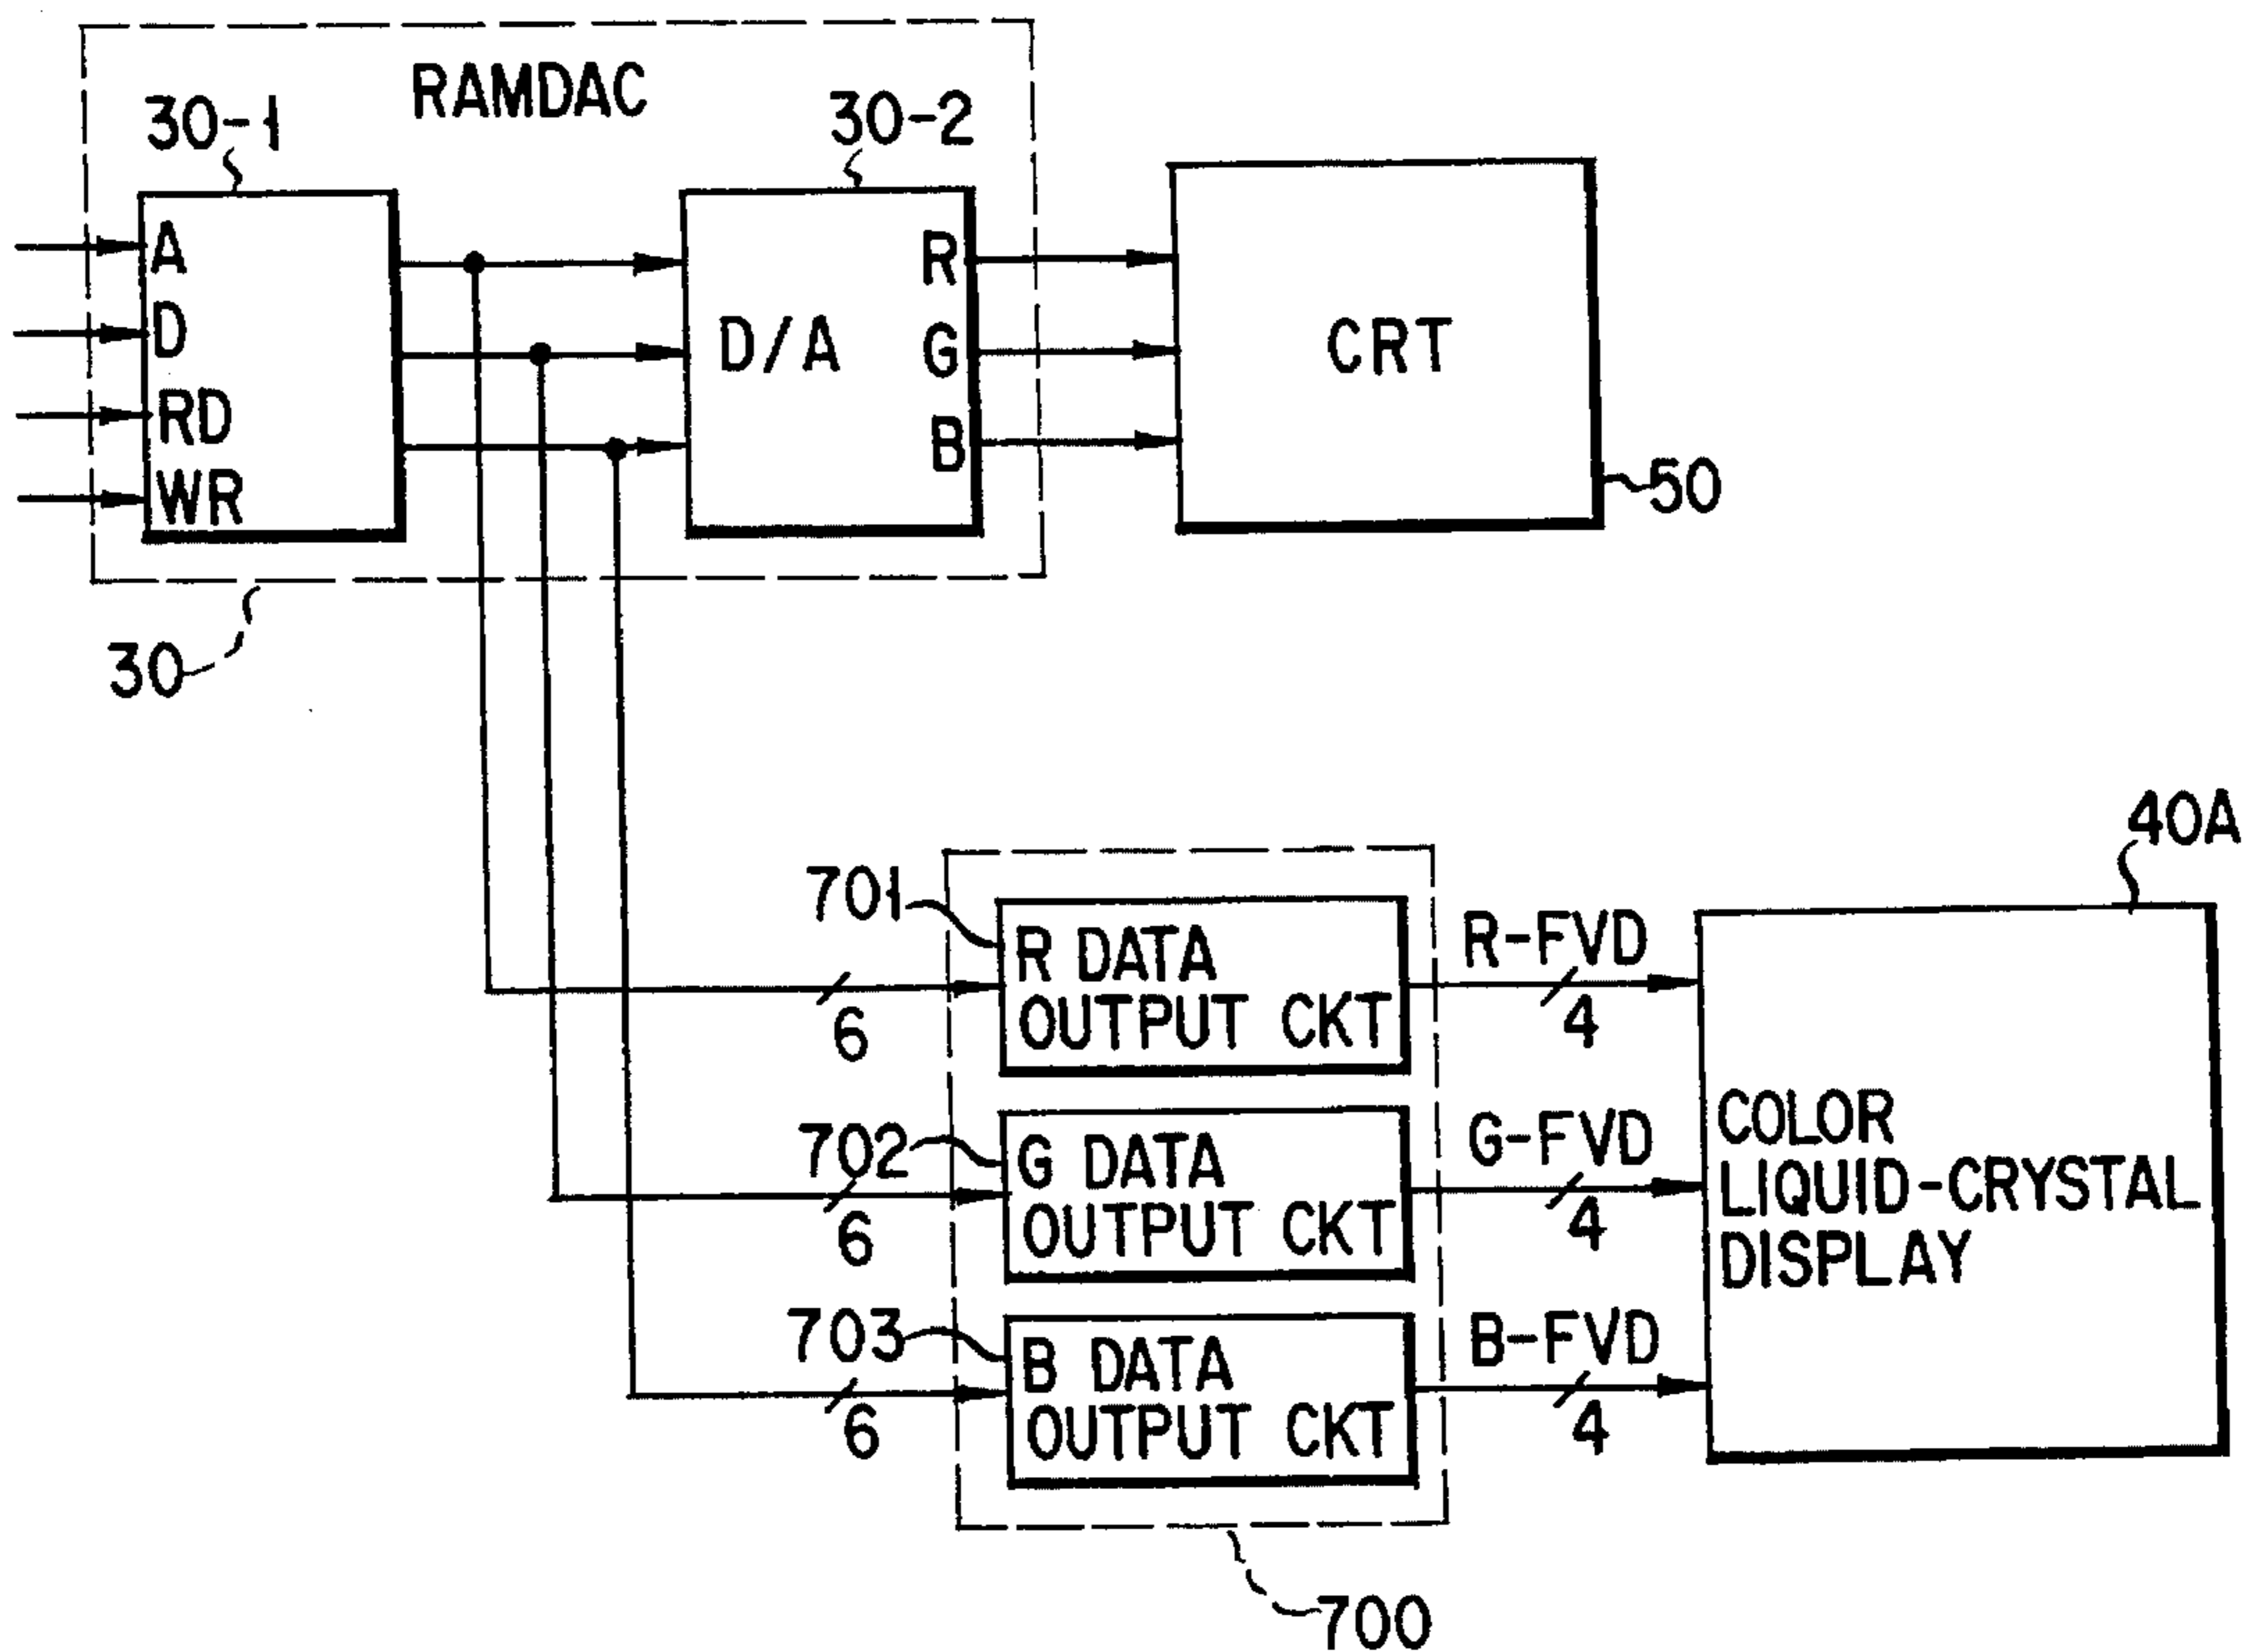 RAMDAC
30-1
30-2
A
D
RD
WR
D/A
R
G
B
CRT
50
30
40A
701
R DATA
OUTPUT CKT
6
R-FVD
4
702
G DATA
OUTPUT CKT
6
G-FVD
4
COLOR
LIQUID-CRYSTAL
DISPLAY
703
B DATA
OUTPUT CKT
6
B-FVD
4
700